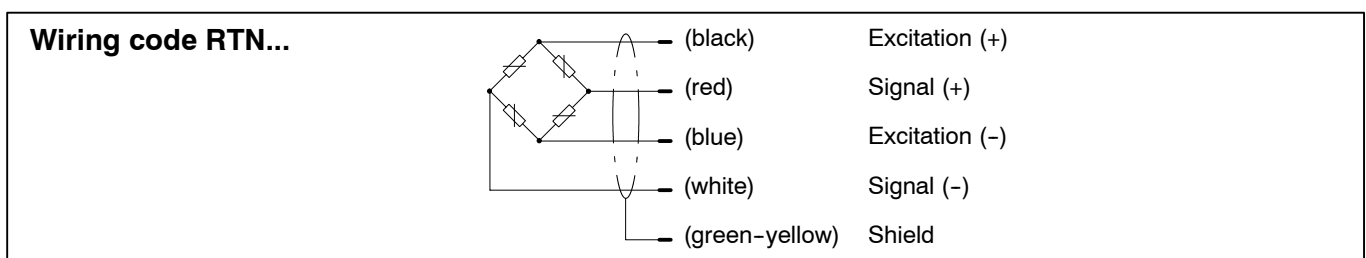 Wiring code RTN...
(black) Excitation (+)
(red) Signal (+)
(blue) Excitation (–)
(white) Signal (–)
(green–yellow) Shield